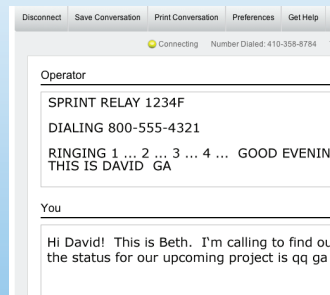 Disconnect Save Conversation Print Conversation Preferences Get Help
Connecting Number Dialed: 410-358-8784
Operator
SPRINT RELAY 1234F
DIALING 800-555-4321
RINGING 1 ... 2 ... 3 ... 4 ... GOOD EVENIN
THIS IS DAVID GA
You
Hi David! This is Beth. I'm calling to find ou
the status for our upcoming project is qq ga